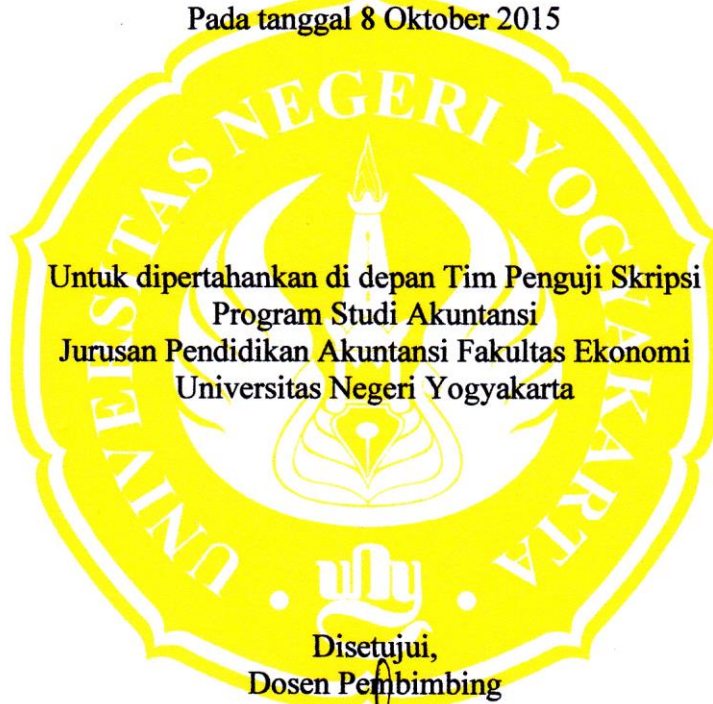 Pada tanggal 8 Oktober 2015
UNIVERSITAS NEGERI YOGYAKARTA
Untuk dipertahankan di depan Tim Penguji Skripsi
Program Studi Akuntansi
Jurusan Pendidikan Akuntansi Fakultas Ekonomi
Universitas Negeri Yogyakarta
uny
Disetujui,
Dosen Pembimbing